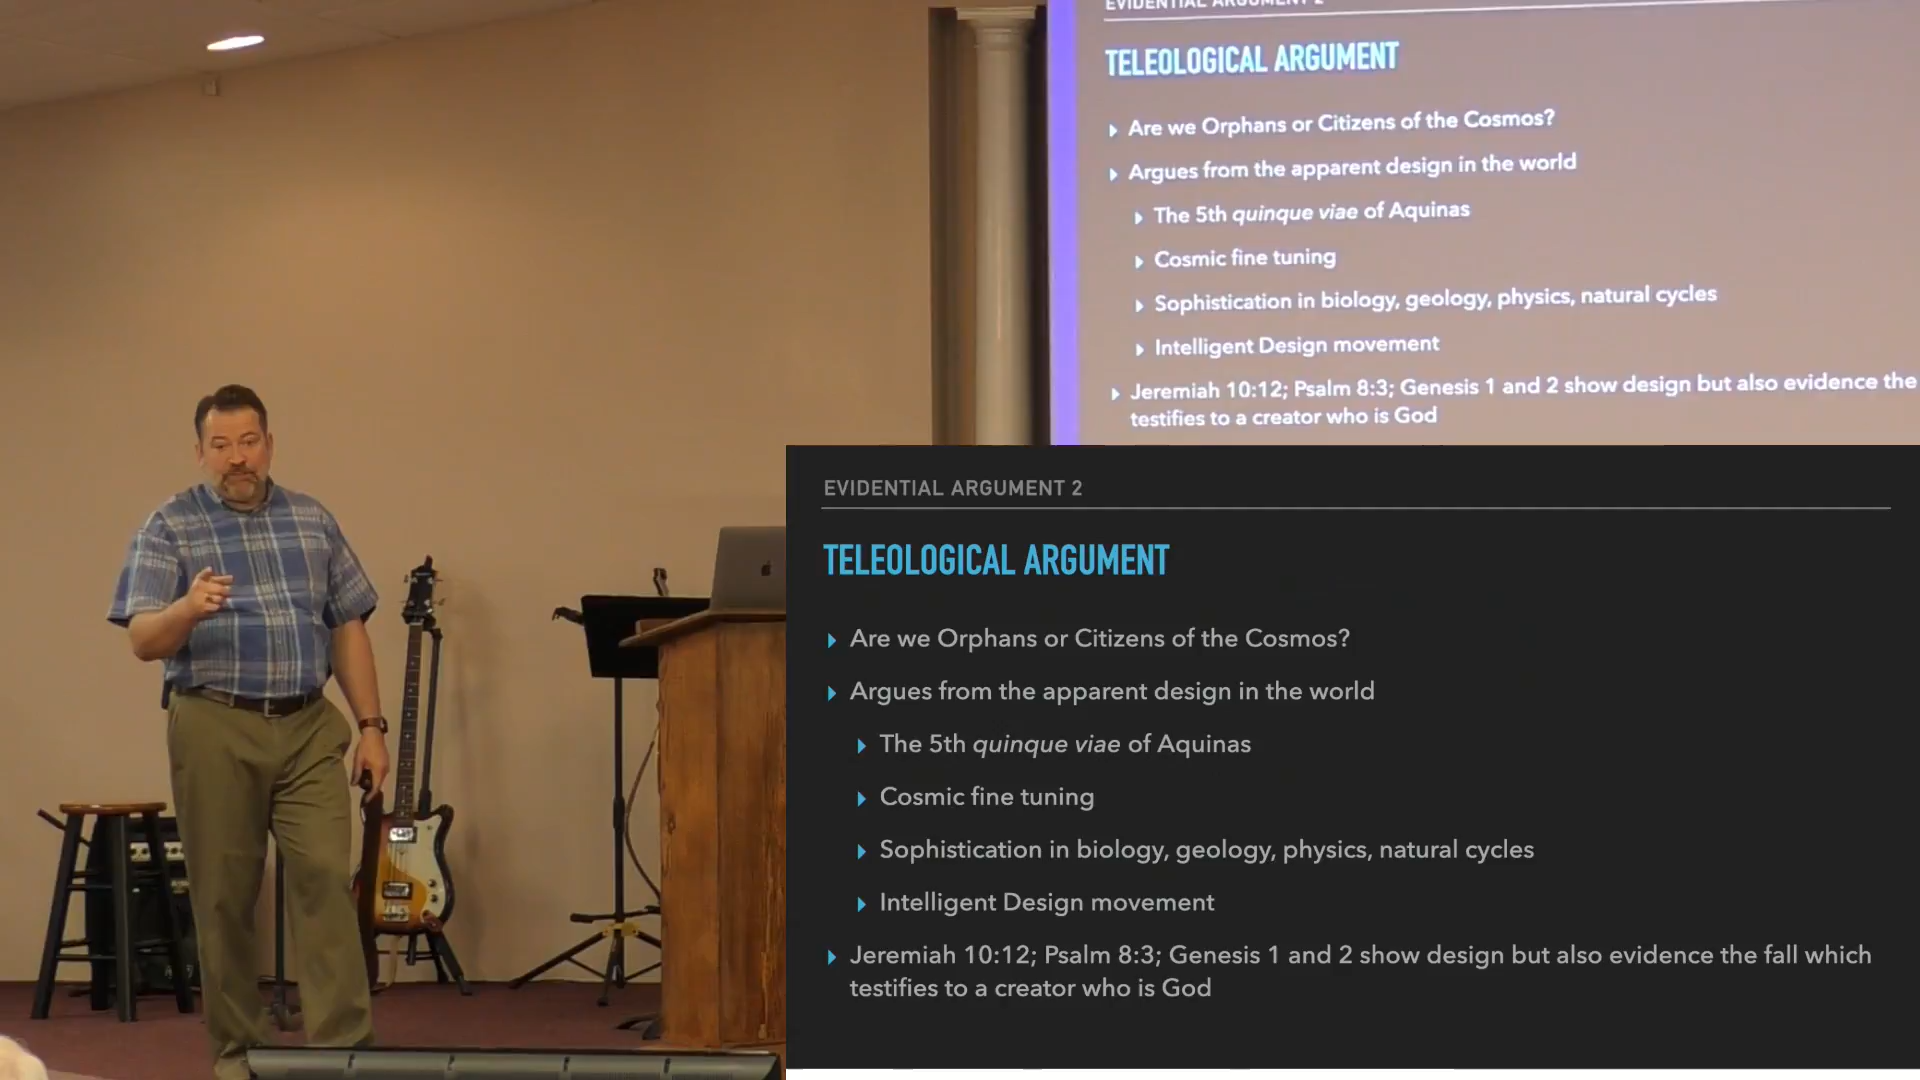 EVIDENTIAL ARGUMENT 2
TELEOLOGICAL ARGUMENT
Are we Orphans or Citizens of the Cosmos?
Argues from the apparent design in the world
The 5th quinque viae of Aquinas
Cosmic fine tuning
Sophistication in biology, geology, physics, natural cycles
Intelligent Design movement
Jeremiah 10:12; Psalm 8:3; Genesis 1 and 2 show design but also evidence the
testifies to a creator who is God
EVIDENTIAL ARGUMENT 2
TELEOLOGICAL ARGUMENT
Are we Orphans or Citizens of the Cosmos?
Argues from the apparent design in the world
The 5th quinque viae of Aquinas
Cosmic fine tuning
Sophistication in biology, geology, physics, natural cycles
Intelligent Design movement
Jeremiah 10:12; Psalm 8:3; Genesis 1 and 2 show design but also evidence the fall which
testifies to a creator who is God